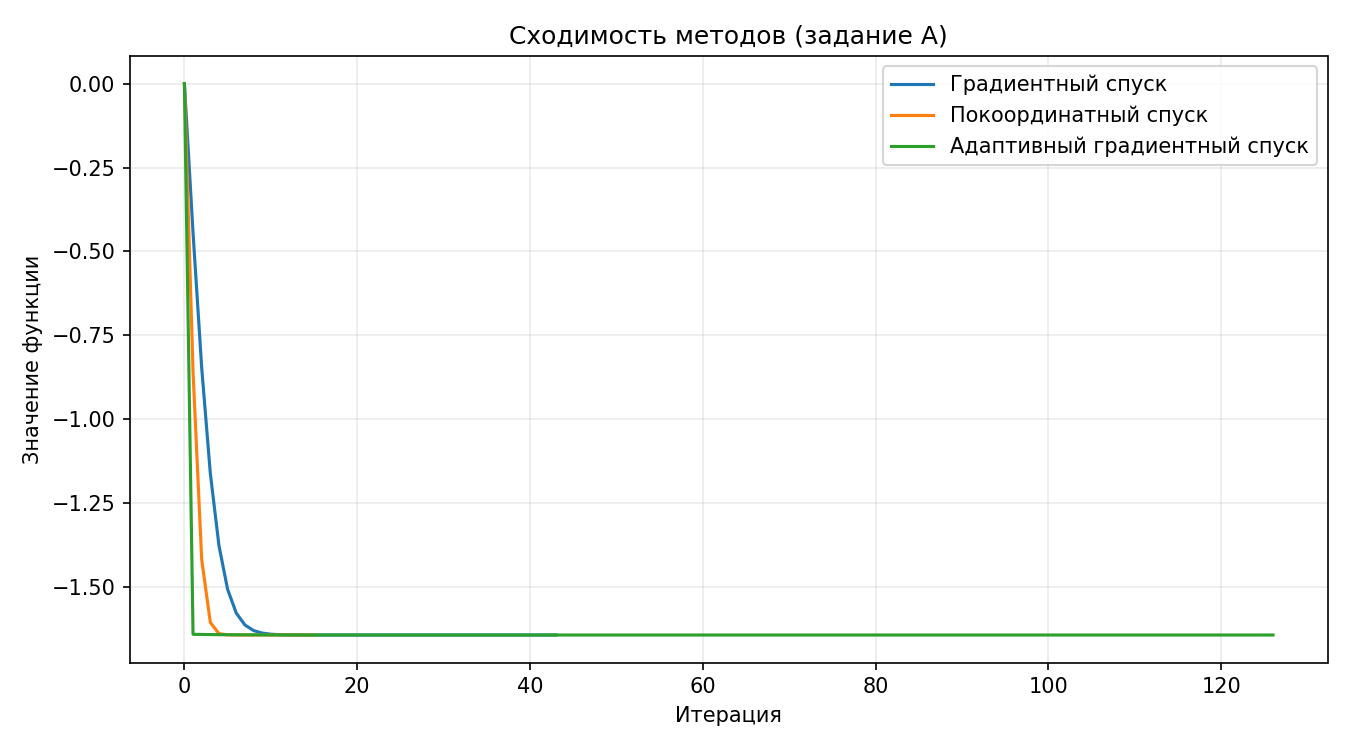 Сходимость методов (задание A)
Градиентный спуск
Покоординатный спуск
Адаптивный градиентный спуск
Значение функции
0.00
−0.25
−0.50
−0.75
−1.00
−1.25
−1.50
0 20 40 60 80 100 120
Итерация